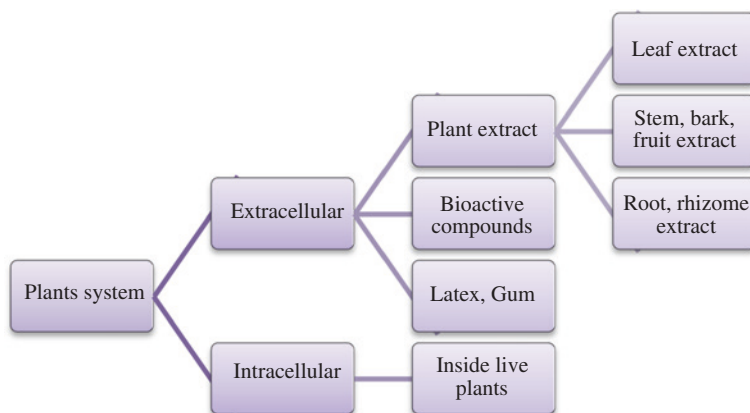 Plants system
Extracellular
Intracellular
Plant extract
Bioactive
compounds
Latex, Gum
Inside live
plants
Leaf extract
Stem, bark,
fruit extract
Root, rhizome
extract